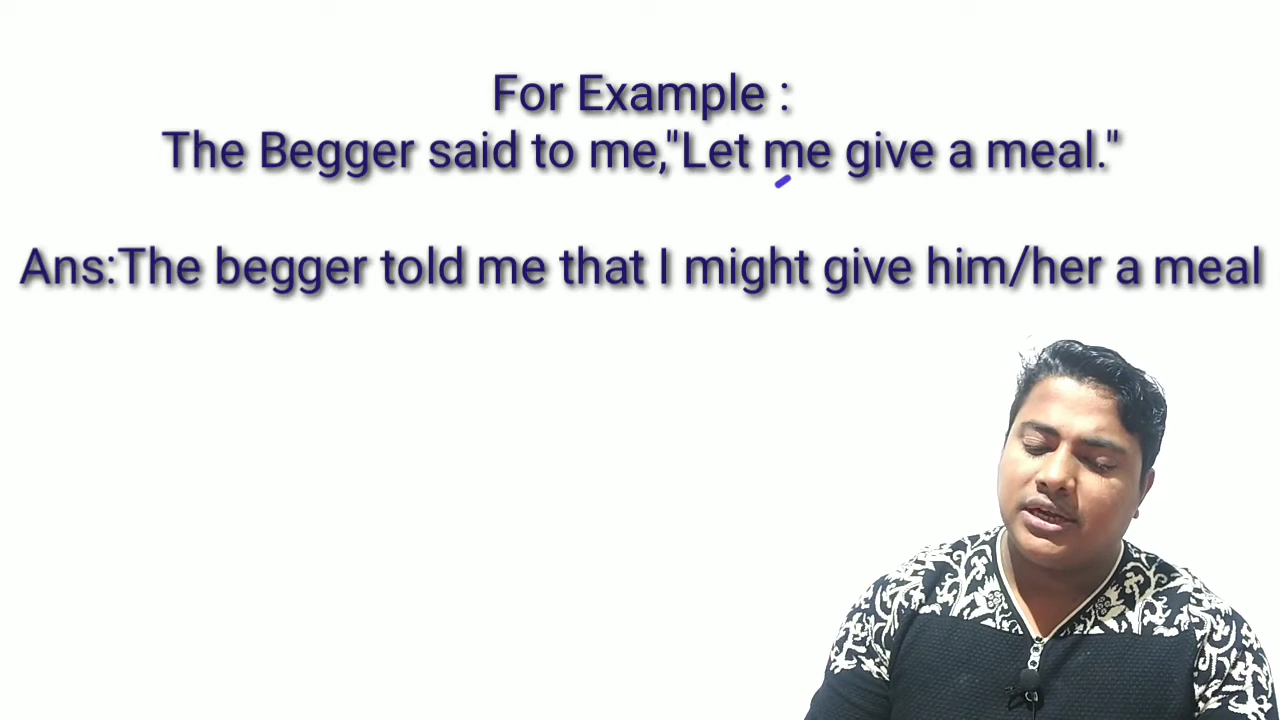 For Example :
The Begger said to me,"Let me give a meal."
Ans:The begger told me that I might give him/her a meal